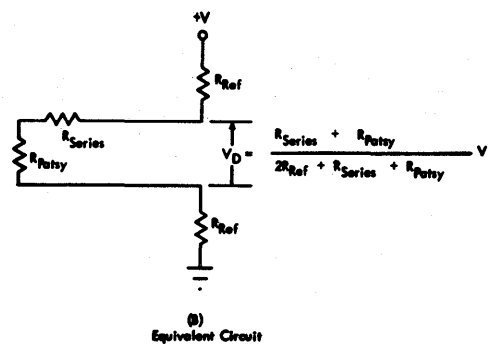 +V
R_Ref
R_Series
R_Patsy
V_D = (R_Series + R_Patsy) / (2R_Ref + R_Series + R_Patsy) V
R_Ref
(B)
Equivalent Circuit